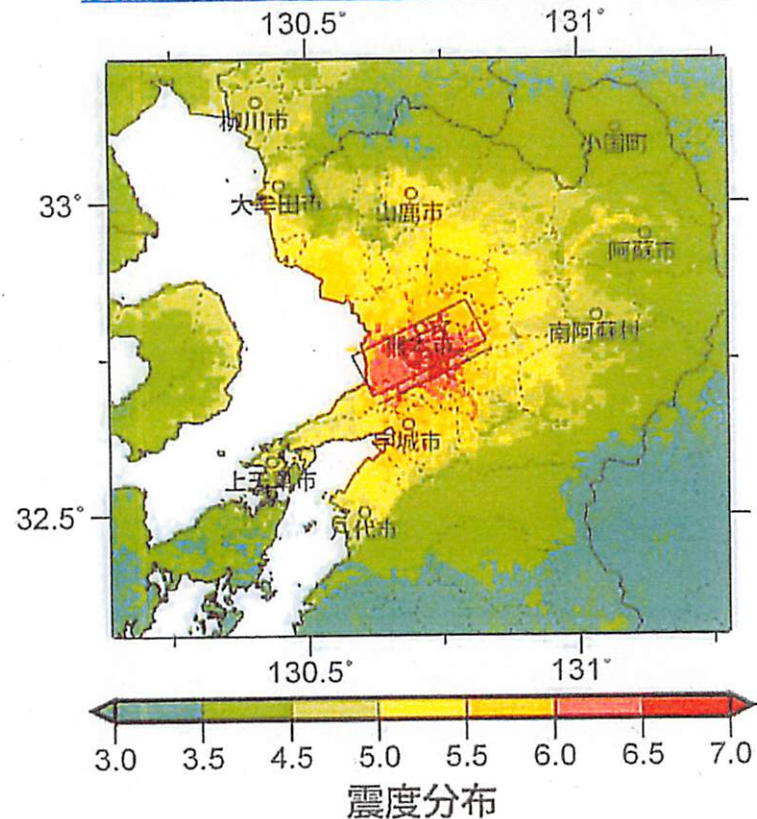 130.5° 131°
柳川市
小国町
33° 大牟田市 山鹿市
阿蘇市
南阿蘇村
熊本市
宇城市
上天草市
32.5° 八代市
130.5° 131°
3.0 3.5 4.5 5.0 5.5 6.0 6.5 7.0
震度分布